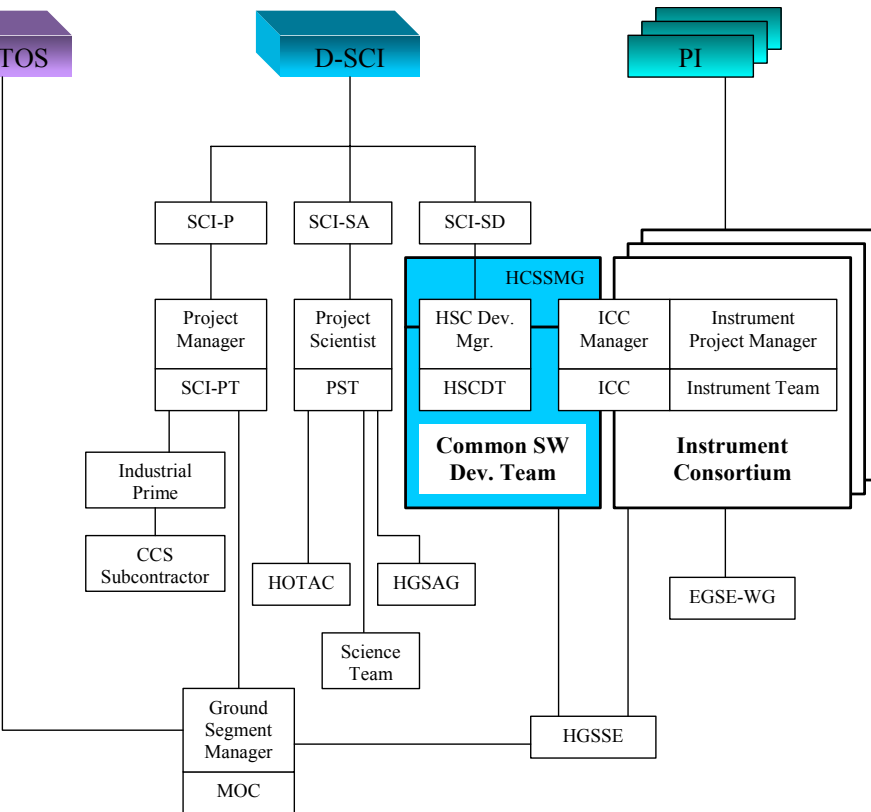 TOS
D-SCI
PI
SCI-P
SCI-SA
SCI-SD
HCSSMG
Project
Manager
SCI-PT
Project
Scientist
PST
HSC Dev.
Mgr.
HSCDT
ICC
Manager
ICC
Instrument
Project Manager
Instrument Team
Common SW
Dev. Team
Instrument
Consortium
Industrial
Prime
CCS
Subcontractor
HOTAC
HGSAG
EGSE-WG
Science
Team
Ground
Segment
Manager
MOC
HGSSE